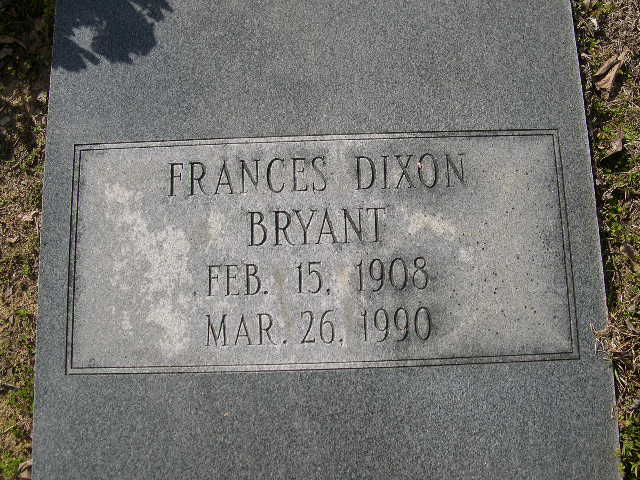 FRANCES DIXON
BRYANT
FEB. 15, 1908
MAR. 26, 1990